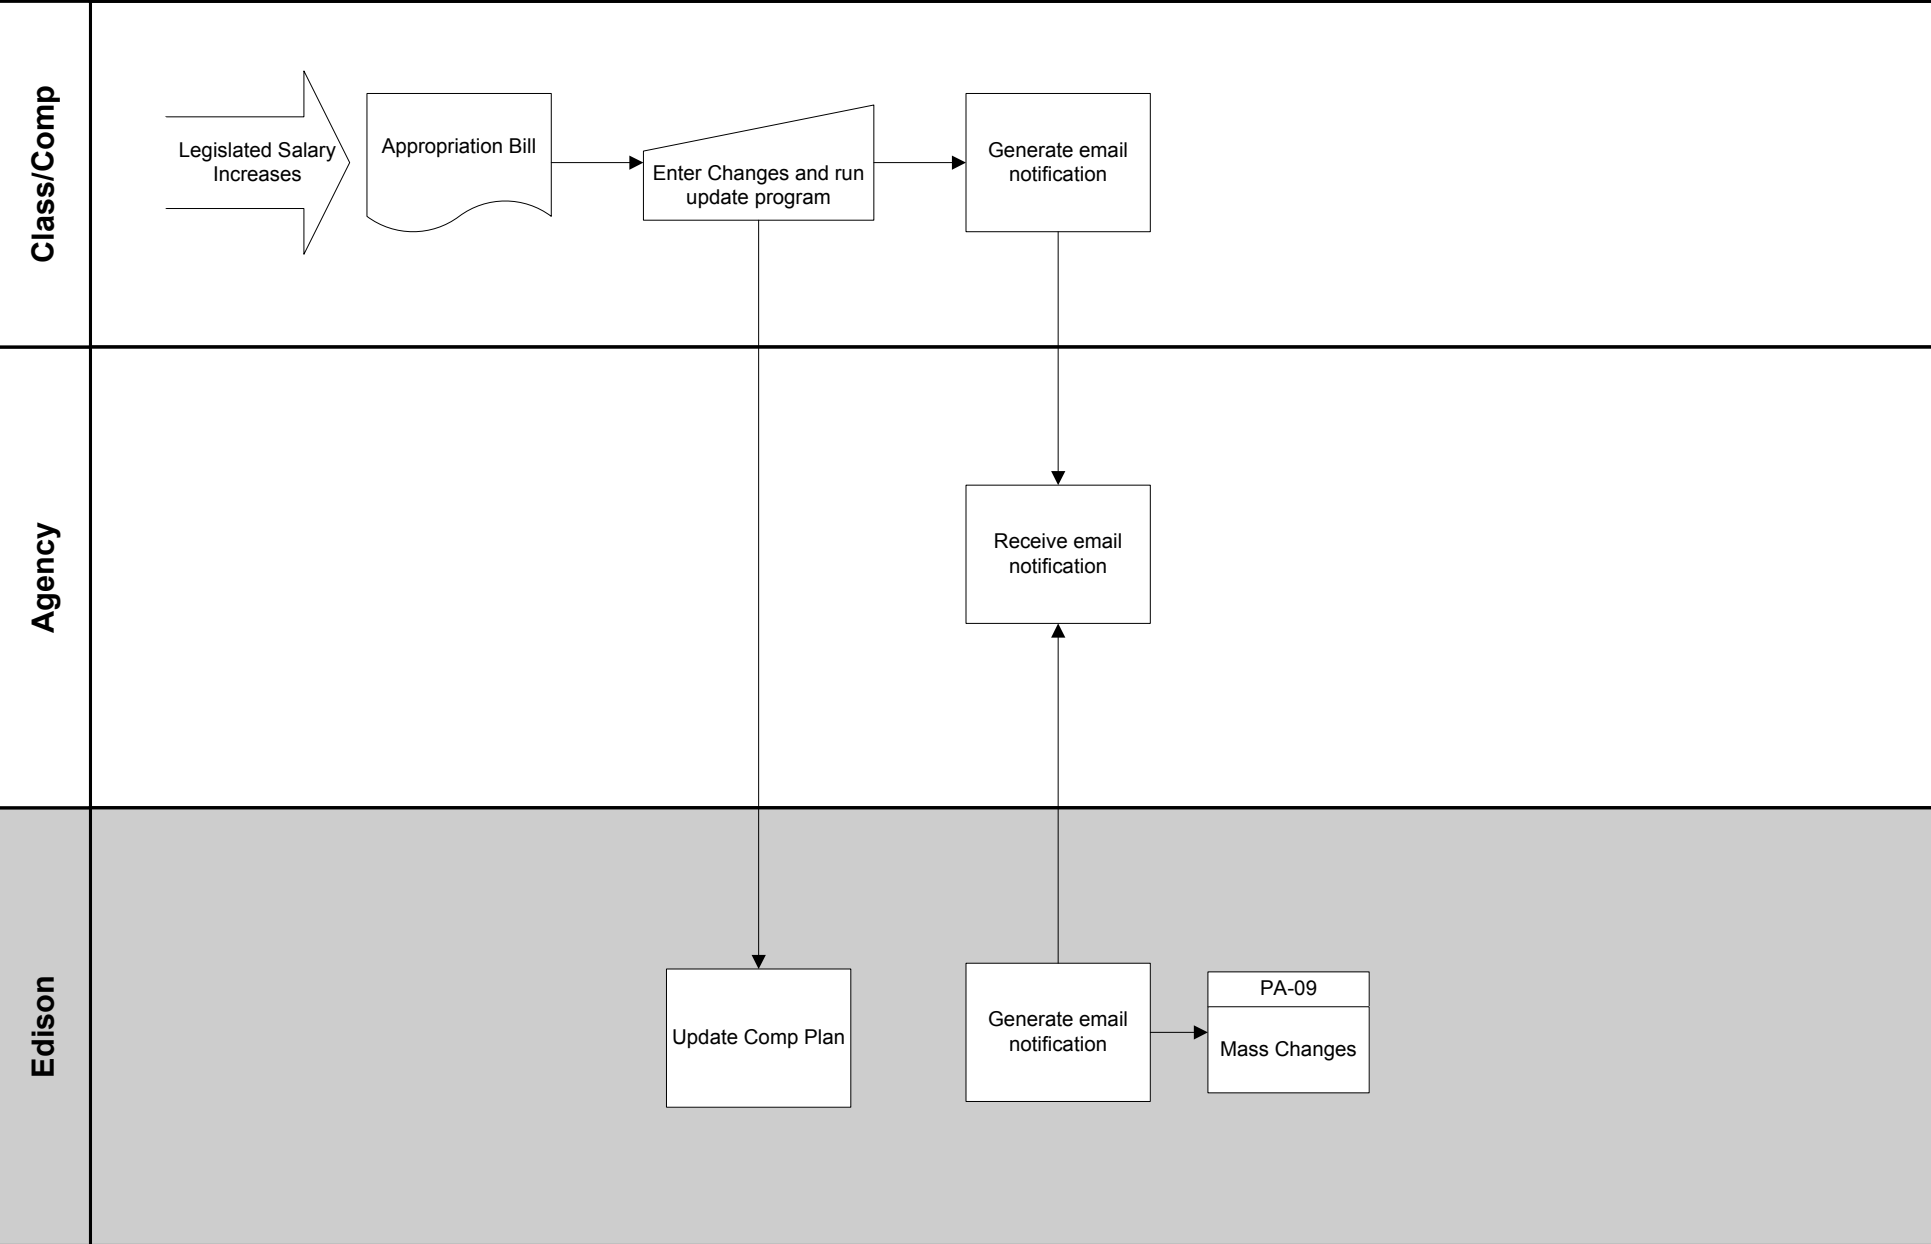 Class/Comp
Legislated Salary
Increases
Appropriation Bill
Enter Changes and run
update program
Generate email
notification
Agency
Receive email
notification
Edison
Update Comp Plan
Generate email
notification
PA-09
Mass Changes